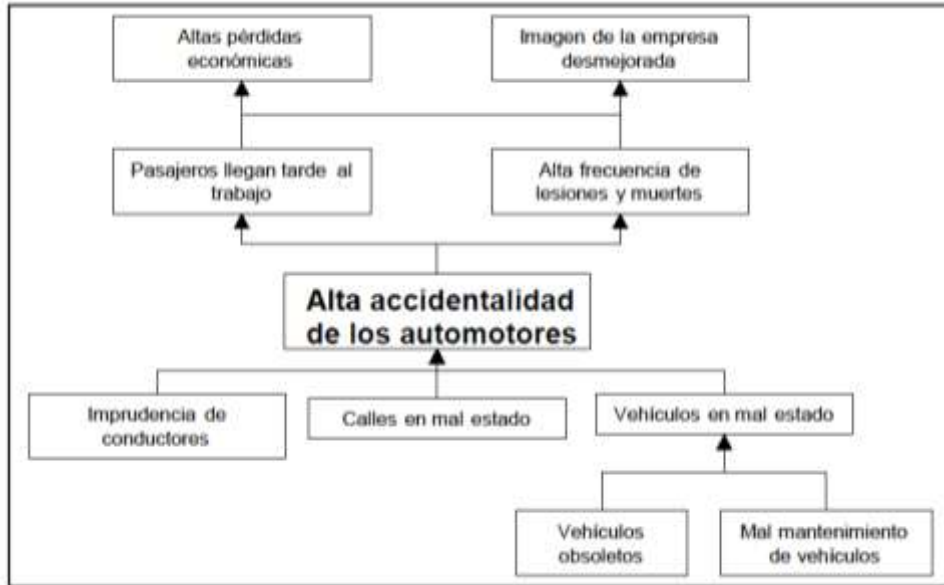 Altas pérdidas
económicas
Imagen de la empresa
desmejorada
Pasajeros llegan tarde al
trabajo
Alta frecuencia de
lesiones y muertes
Alta accidentalidad
de los automotores
Imprudencia de
conductores
Calles en mal estado
Vehículos en mal estado
Vehículos
obsoletos
Mal mantenimiento
de vehículos